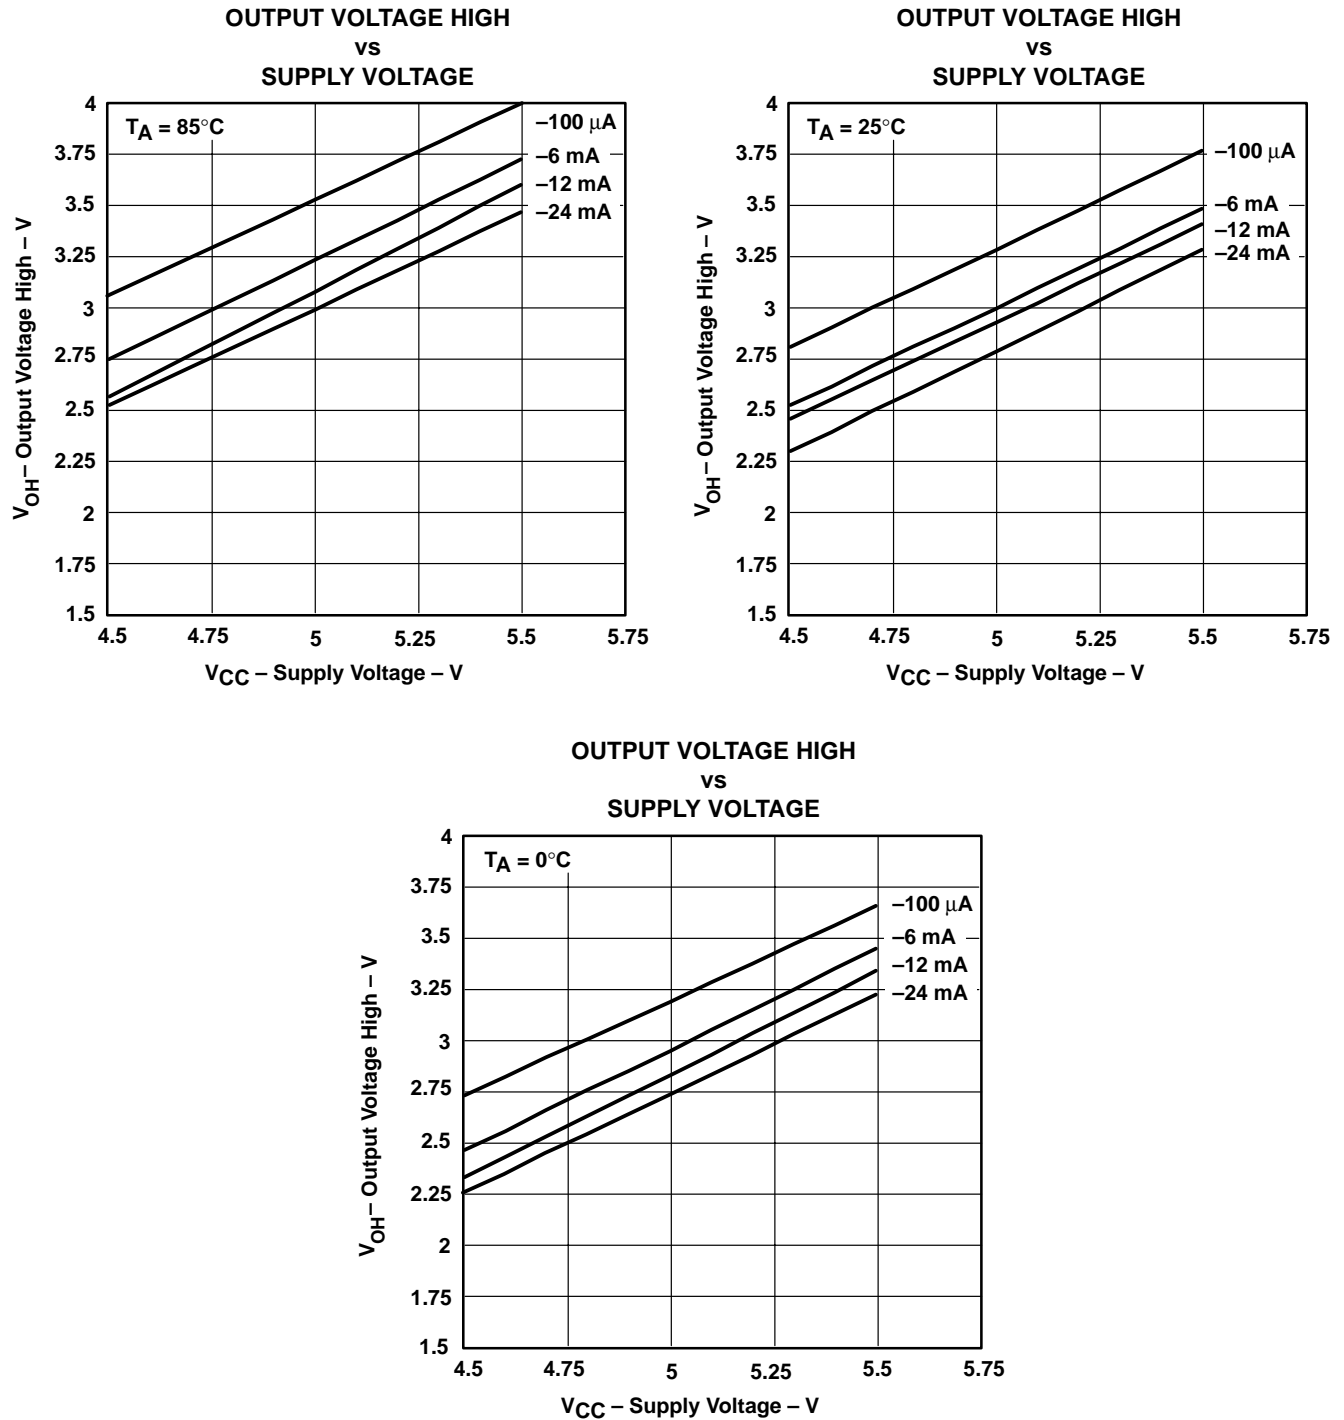 OUTPUT VOLTAGE HIGH
vs
SUPPLY VOLTAGE
TA = 85°C
–100 μA
–6 mA
–12 mA
–24 mA
4
3.75
3.5
3.25
3
2.75
2.5
2.25
2
1.75
1.5
4.5 4.75 5 5.25 5.5 5.75
VOH – Output Voltage High – V
VCC – Supply Voltage – V
OUTPUT VOLTAGE HIGH
vs
SUPPLY VOLTAGE
TA = 25°C
–100 μA
–6 mA
–12 mA
–24 mA
4
3.75
3.5
3.25
3
2.75
2.5
2.25
2
1.75
1.5
4.5 4.75 5 5.25 5.5 5.75
VOH – Output Voltage High – V
VCC – Supply Voltage – V
OUTPUT VOLTAGE HIGH
vs
SUPPLY VOLTAGE
TA = 0°C
–100 μA
–6 mA
–12 mA
–24 mA
4
3.75
3.5
3.25
3
2.75
2.5
2.25
2
1.75
1.5
4.5 4.75 5 5.25 5.5 5.75
VOH – Output Voltage High – V
VCC – Supply Voltage – V